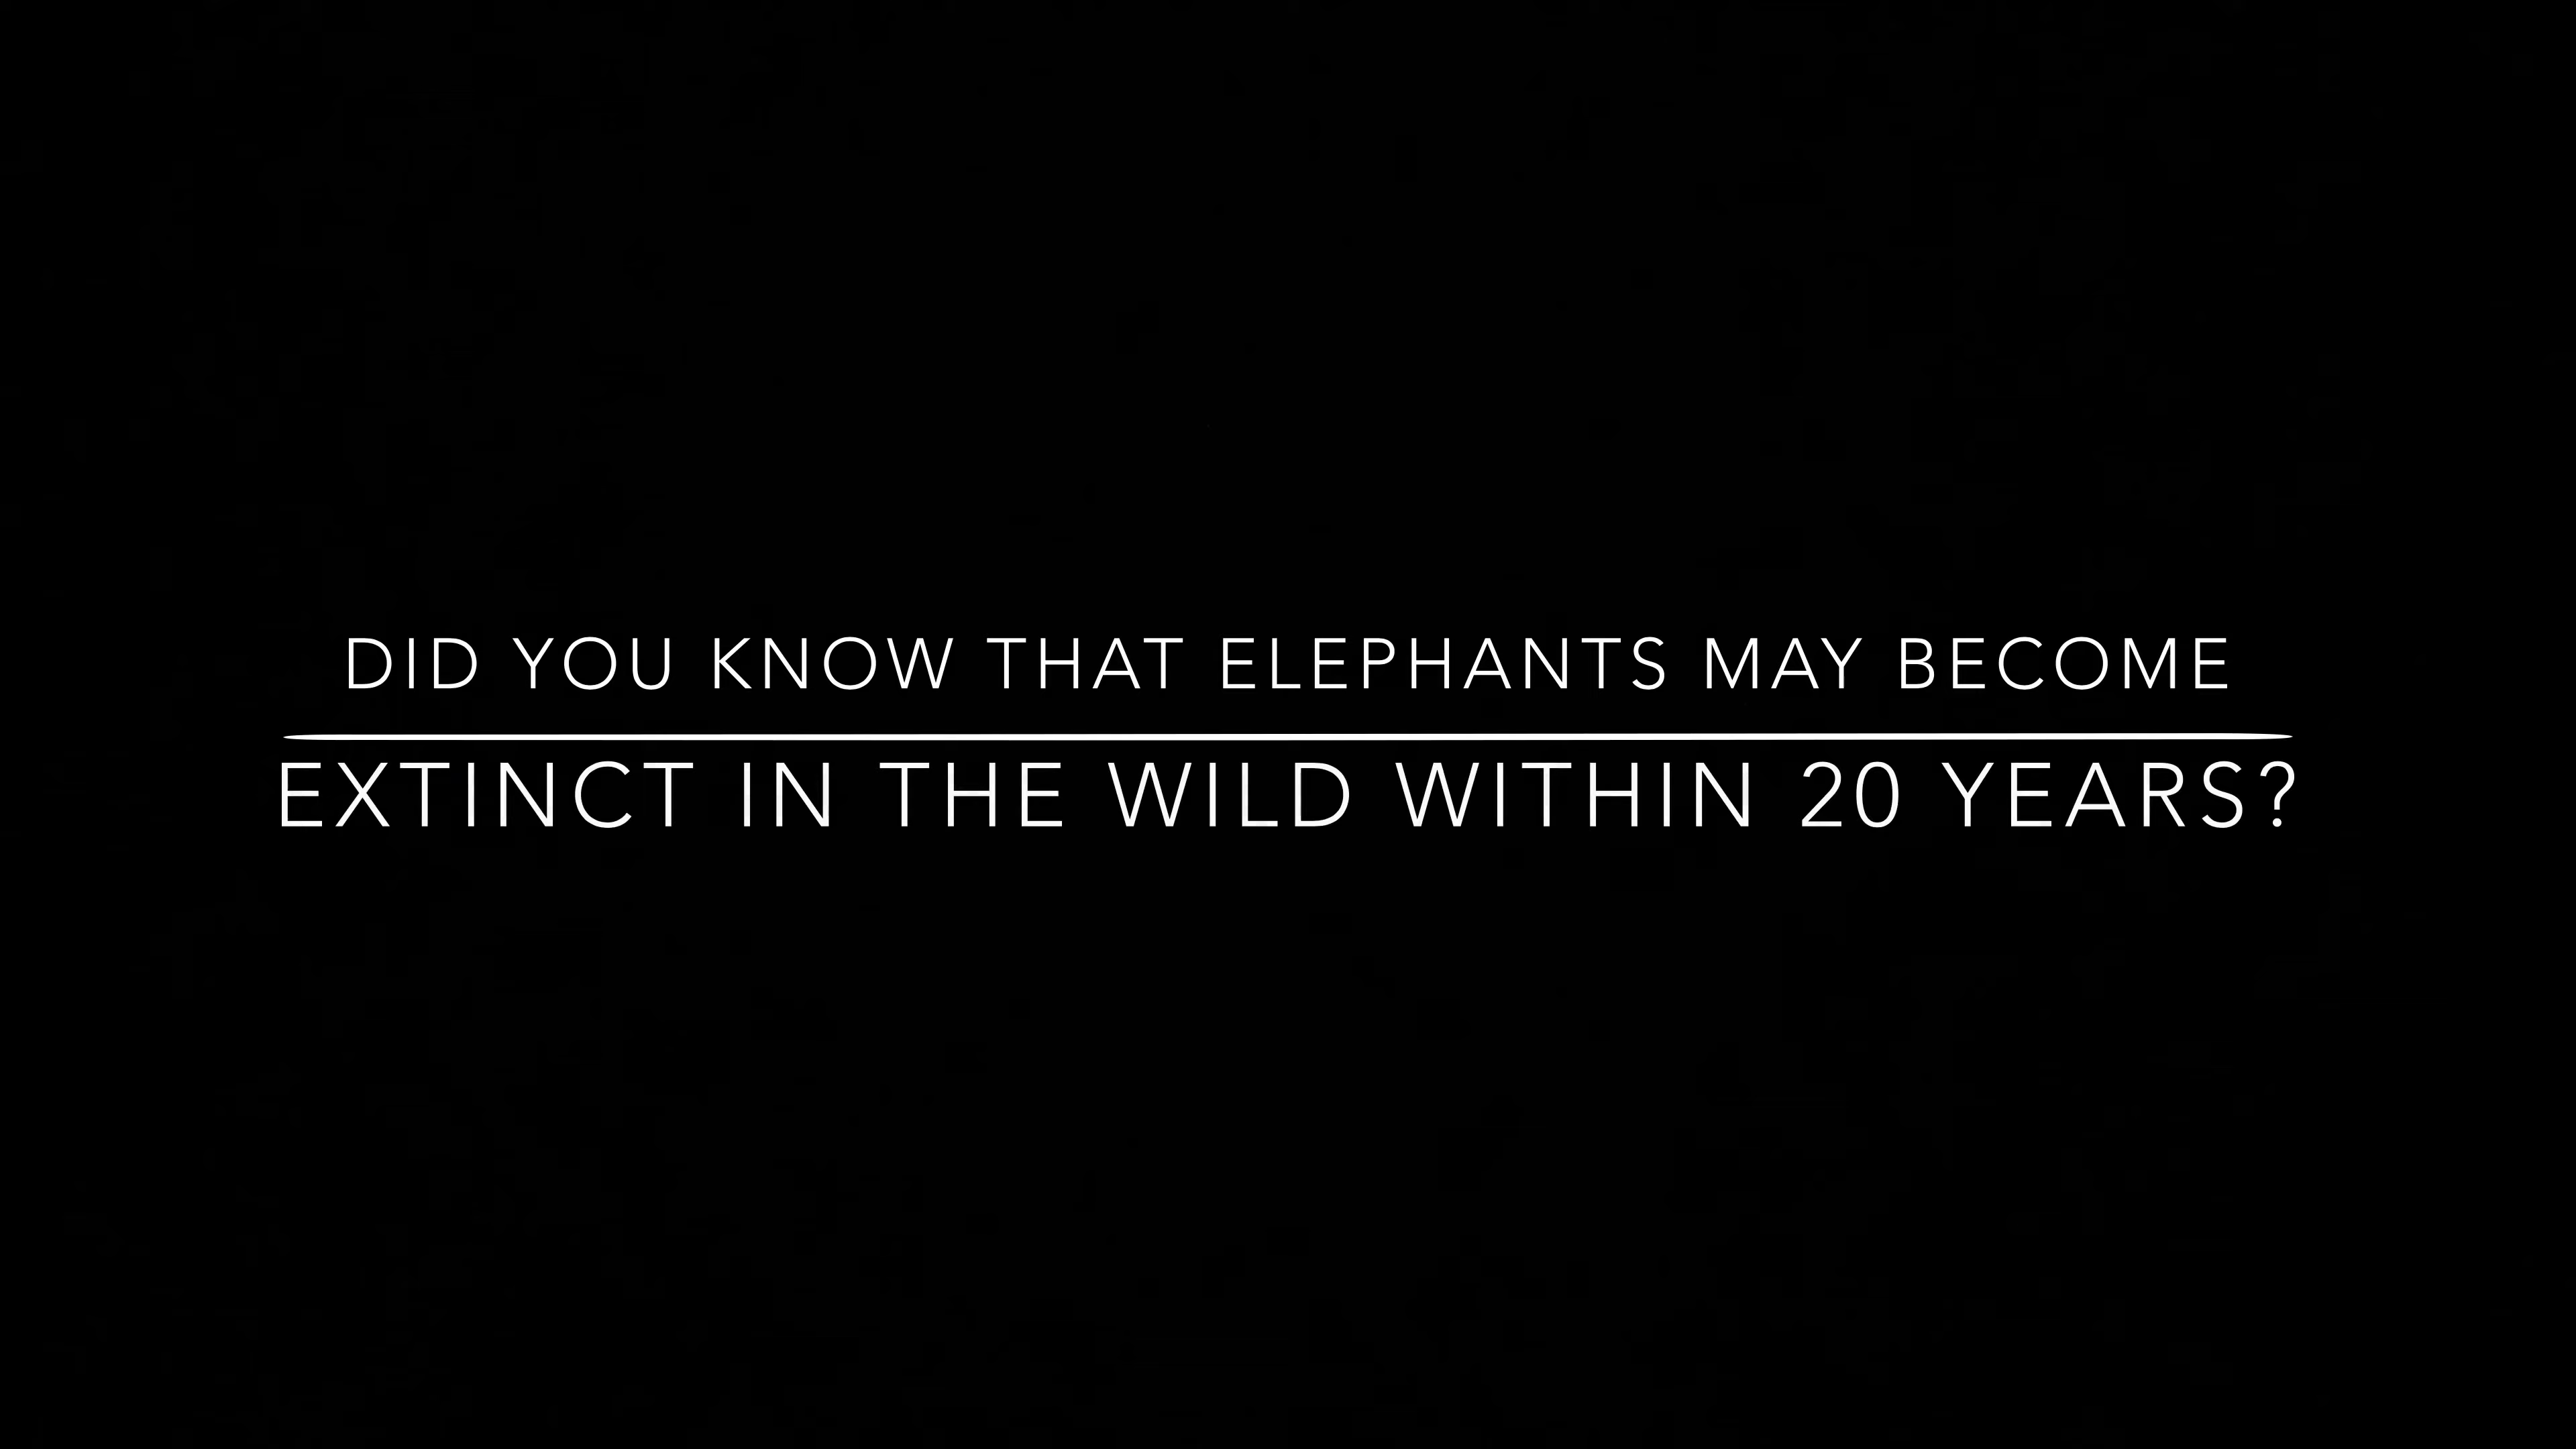 DID YOU KNOW THAT ELEPHANTS MAY BECOME
EXTINCT IN THE WILD WITHIN 20 YEARS?